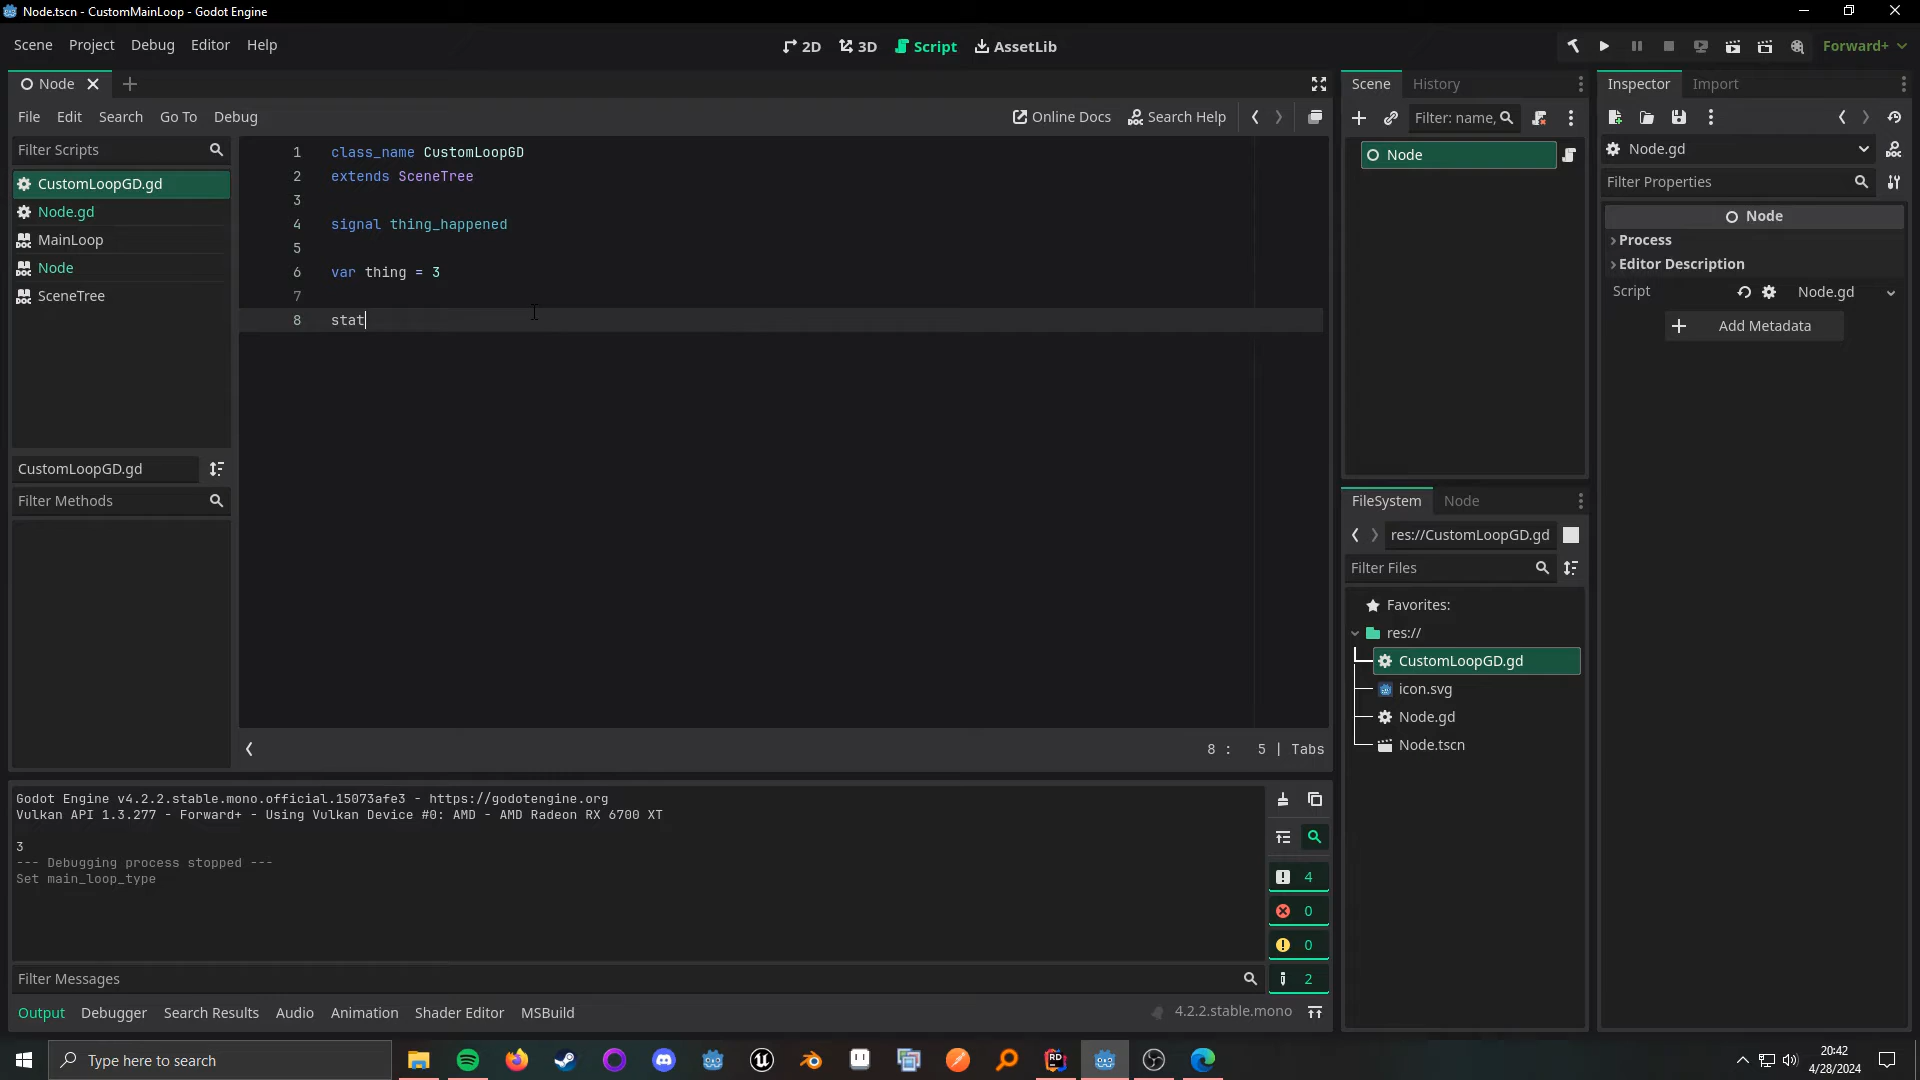 Node.tscn - CustomMainLoop - Godot Engine
Scene Project Debug Editor Help
2D 3D Script AssetLib
Forward+
Node
File Edit Search Go To Debug
Online Docs Search Help
Filter Scripts
CustomLoopGD.gd
Node.gd
MainLoop
Node
SceneTree
CustomLoopGD.gd
Filter Methods
1 class_name CustomLoopGD
2 extends SceneTree
3
4 signal thing_happened
5
6 var thing = 3
7
8 stat
8 : 5 | Tabs
Godot Engine v4.2.2.stable.mono.official.15073afe3 - https://godotengine.org
Vulkan API 1.3.277 - Forward+ - Using Vulkan Device #0: AMD - AMD Radeon RX 6700 XT
3
--- Debugging process stopped ---
Set main_loop_type
4
0
0
2
Filter Messages
Output Debugger Search Results Audio Animation Shader Editor MSBuild
4.2.2.stable.mono
Scene History
Filter: name,
Node
FileSystem Node
res://CustomLoopGD.gd
Filter Files
Favorites:
res://
CustomLoopGD.gd
icon.svg
Node.gd
Node.tscn
Inspector Import
Node.gd
Filter Properties
Node
Process
Editor Description
Script Node.gd
Add Metadata
Type here to search
RD
20:42
4/28/2024